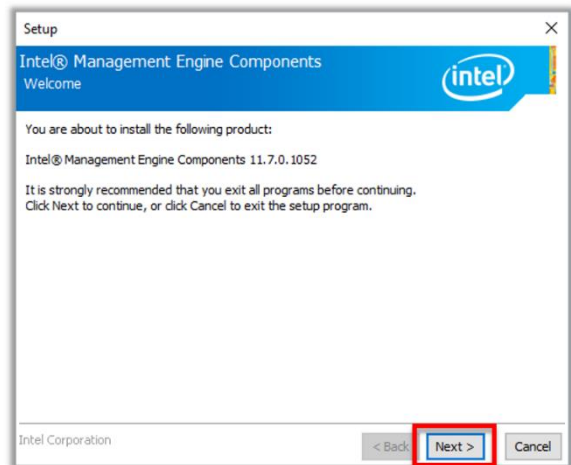 Setup
Intel® Management Engine Components
Welcome
intel
You are about to install the following product:
Intel® Management Engine Components 11.7.0.1052
It is strongly recommended that you exit all programs before continuing.
Click Next to continue, or click Cancel to exit the setup program.
Intel Corporation
< Back Next > Cancel